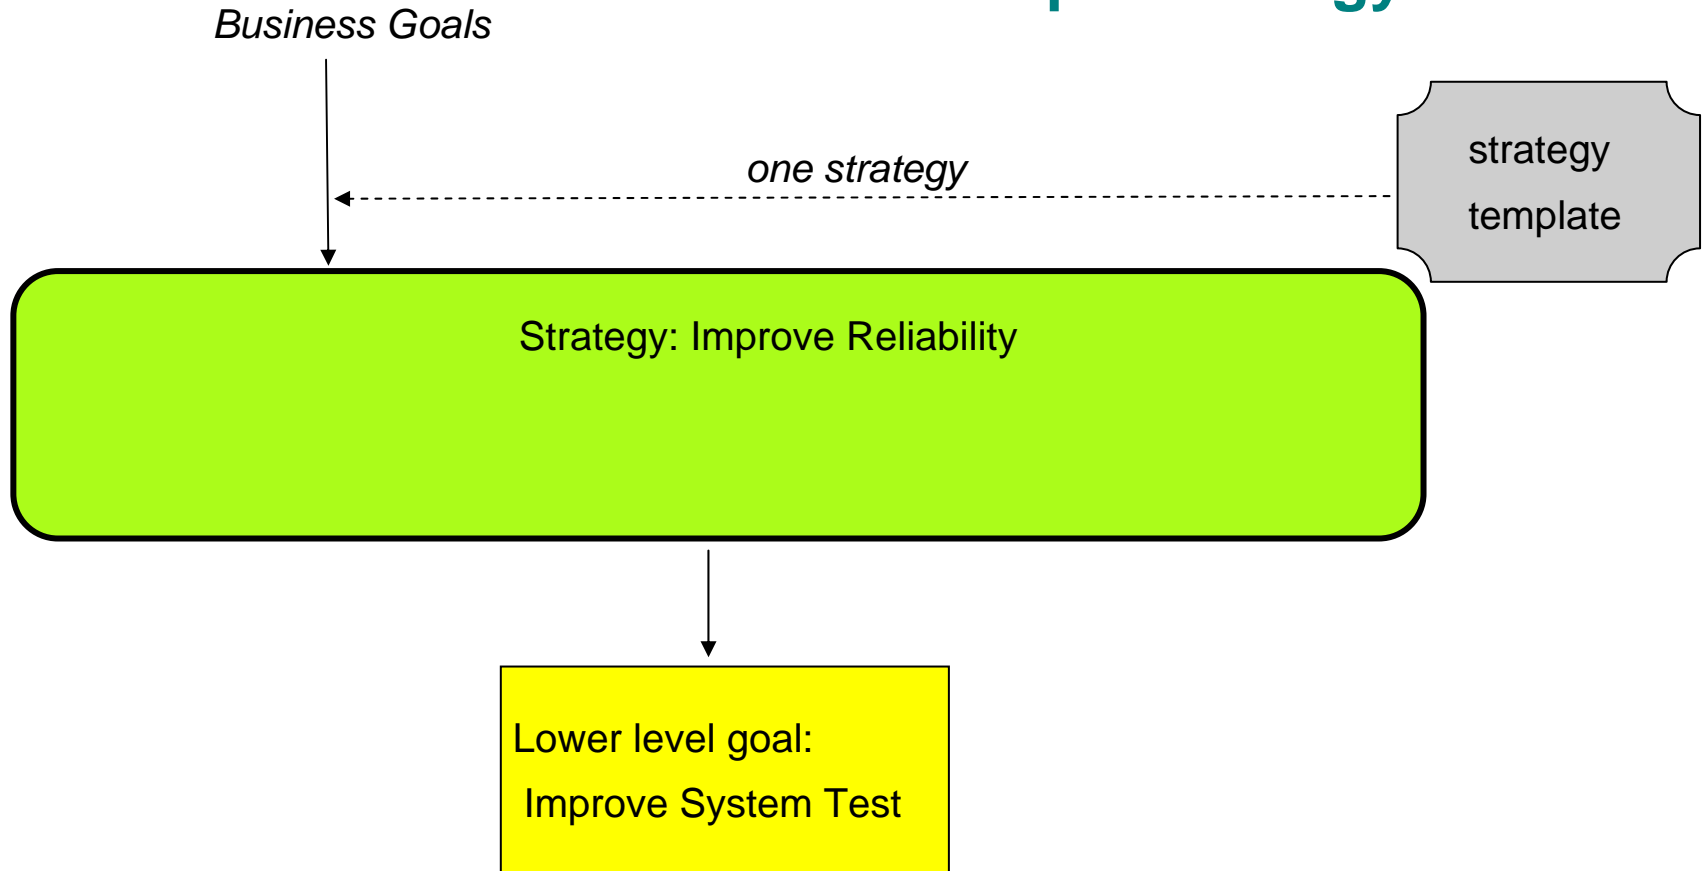 Business Goals
one strategy
strategy
template
Strategy: Improve Reliability
Lower level goal:
Improve System Test